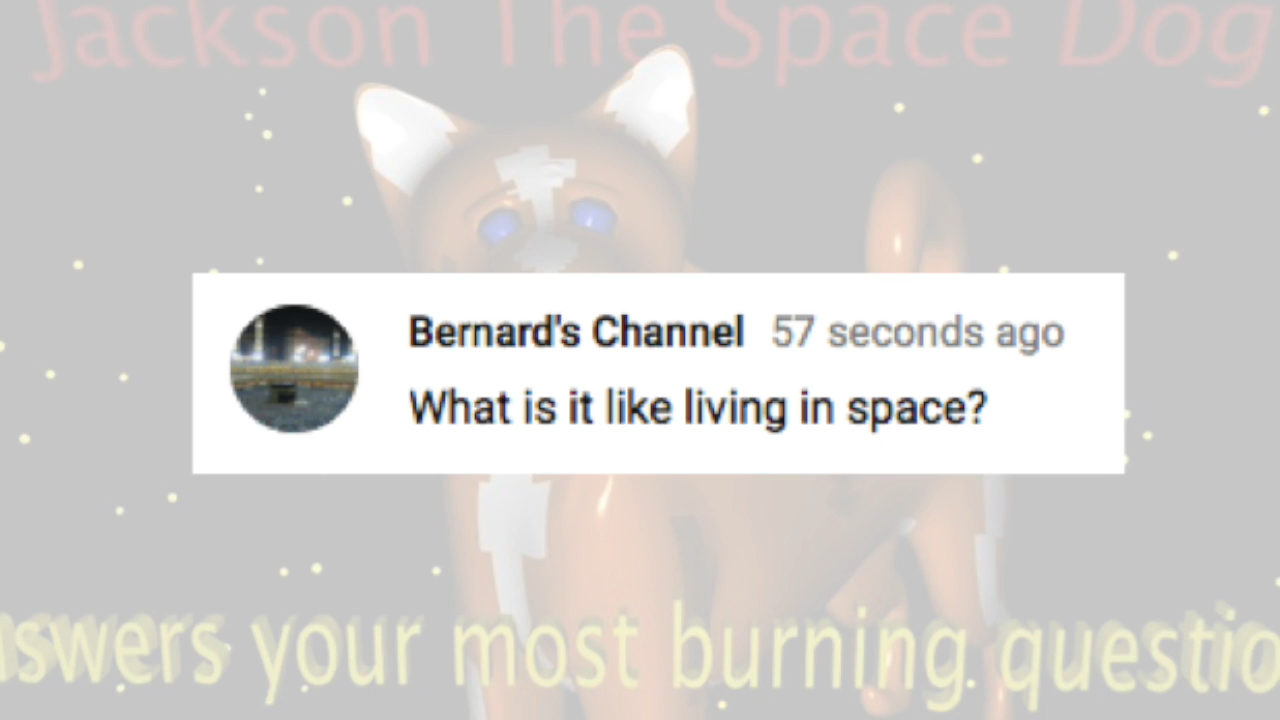 Jackson The Space Dog
Bernard's Channel 57 seconds ago
What is it like living in space?
nswers your most burning questio